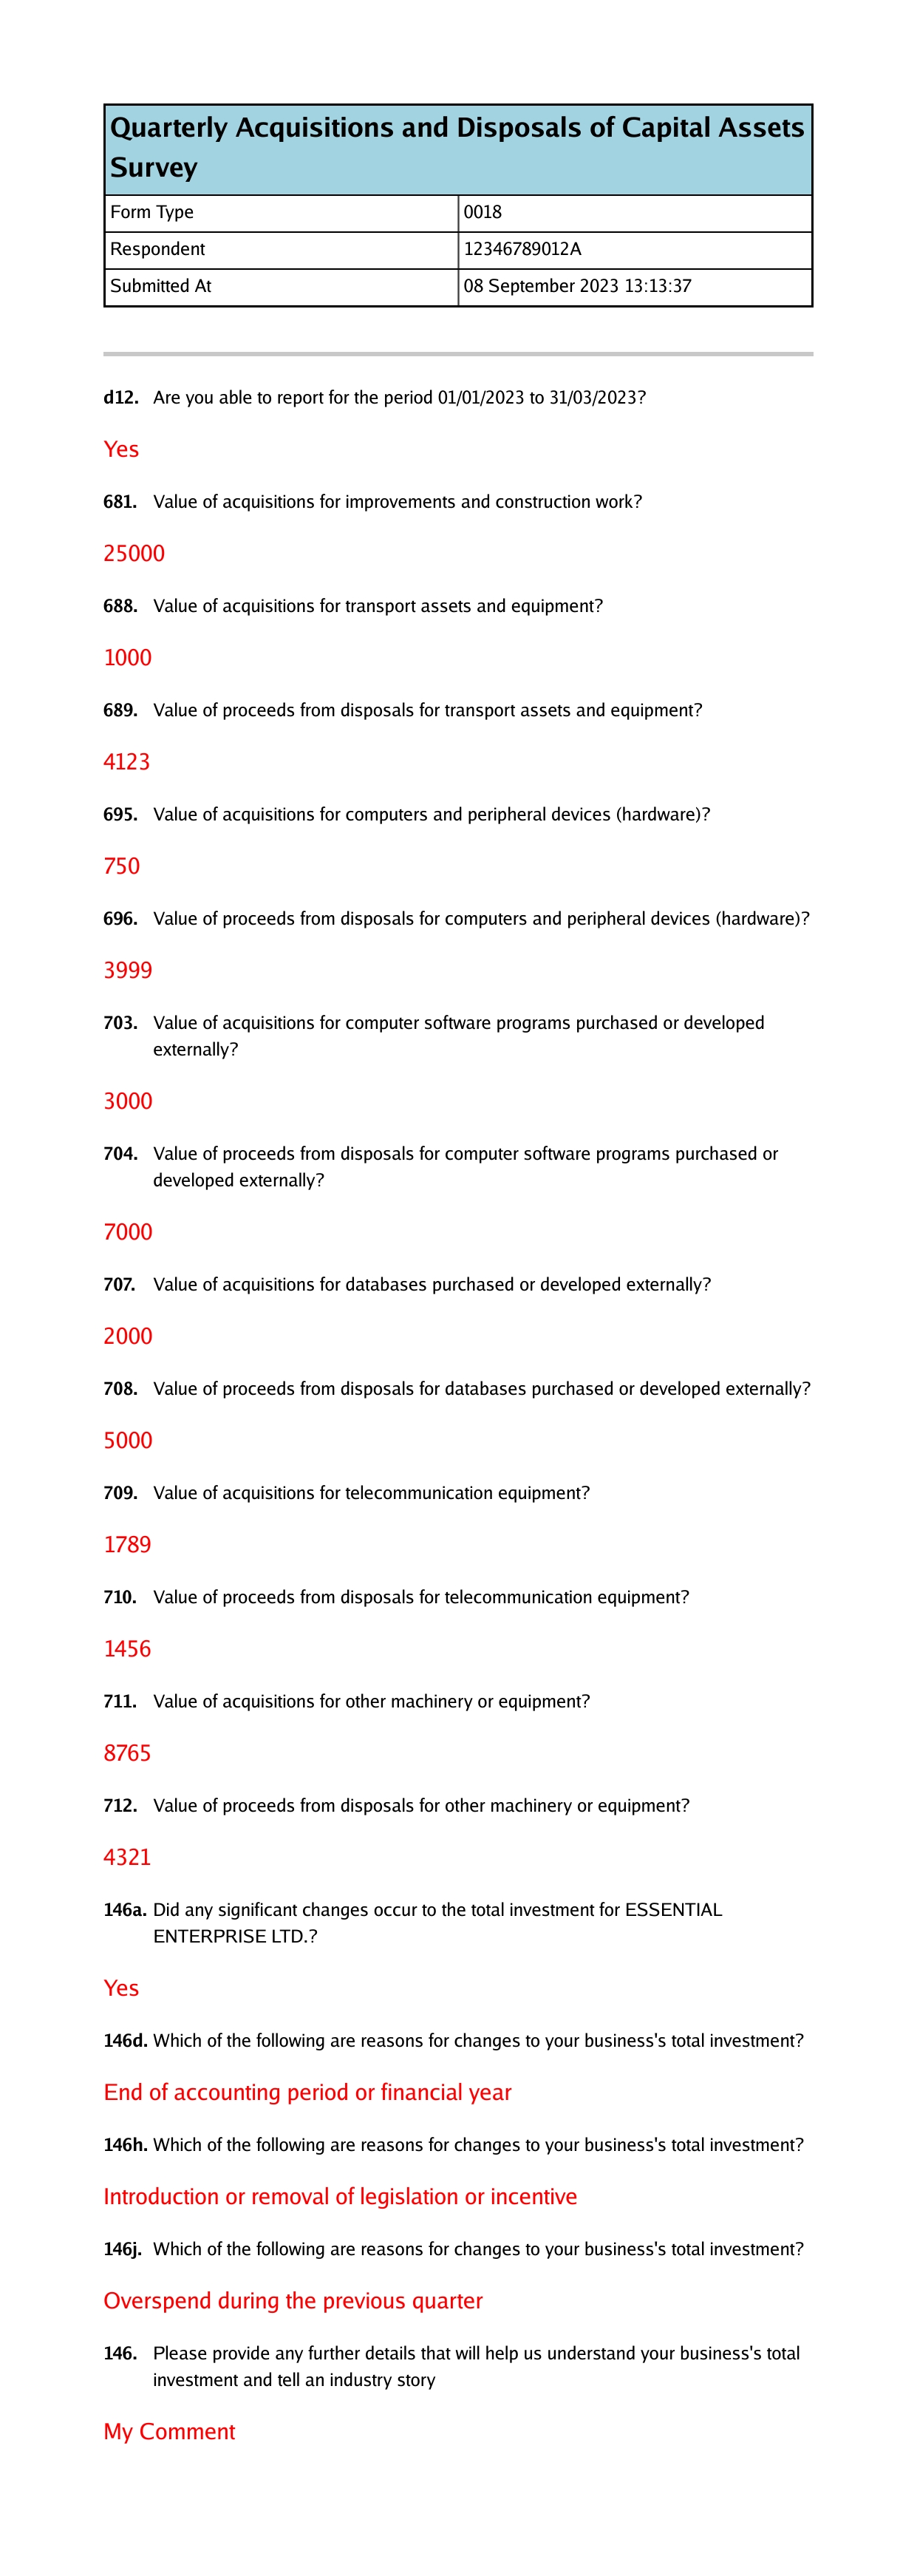 Quarterly Acquisitions and Disposals of Capital Assets
Survey
Form Type 0018
Respondent 12346789012A
Submitted At 08 September 2023 13:13:37
d12. Are you able to report for the period 01/01/2023 to 31/03/2023?
Yes
681. Value of acquisitions for improvements and construction work?
25000
688. Value of acquisitions for transport assets and equipment?
1000
689. Value of proceeds from disposals for transport assets and equipment?
4123
695. Value of acquisitions for computers and peripheral devices (hardware)?
750
696. Value of proceeds from disposals for computers and peripheral devices (hardware)?
3999
703. Value of acquisitions for computer software programs purchased or developed
externally?
3000
704. Value of proceeds from disposals for computer software programs purchased or
developed externally?
7000
707. Value of acquisitions for databases purchased or developed externally?
2000
708. Value of proceeds from disposals for databases purchased or developed externally?
5000
709. Value of acquisitions for telecommunication equipment?
1789
710. Value of proceeds from disposals for telecommunication equipment?
1456
711. Value of acquisitions for other machinery or equipment?
8765
712. Value of proceeds from disposals for other machinery or equipment?
4321
146a. Did any significant changes occur to the total investment for ESSENTIAL
ENTERPRISE LTD.?
Yes
146d. Which of the following are reasons for changes to your business's total investment?
End of accounting period or financial year
146h. Which of the following are reasons for changes to your business's total investment?
Introduction or removal of legislation or incentive
146j. Which of the following are reasons for changes to your business's total investment?
Overspend during the previous quarter
146. Please provide any further details that will help us understand your business's total
investment and tell an industry story
My Comment